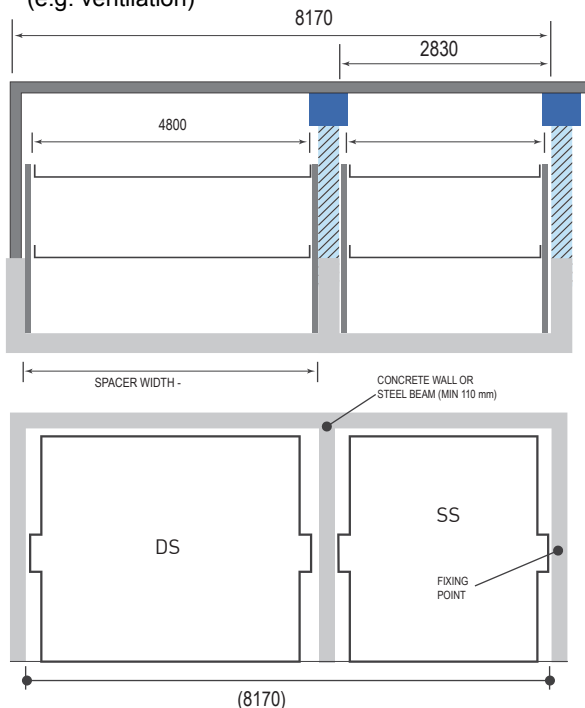 (e.g. ventilation)
8170
2830
4800
SPACER WIDTH -
CONCRETE WALL OR
STEEL BEAM (MIN 110 mm)
DS
SS
FIXING
POINT
(8170)